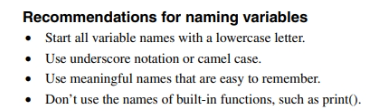 Recommendations for naming variables
• Start all variable names with a lowercase letter.
• Use underscore notation or camel case.
• Use meaningful names that are easy to remember.
• Don't use the names of built-in functions, such as print().